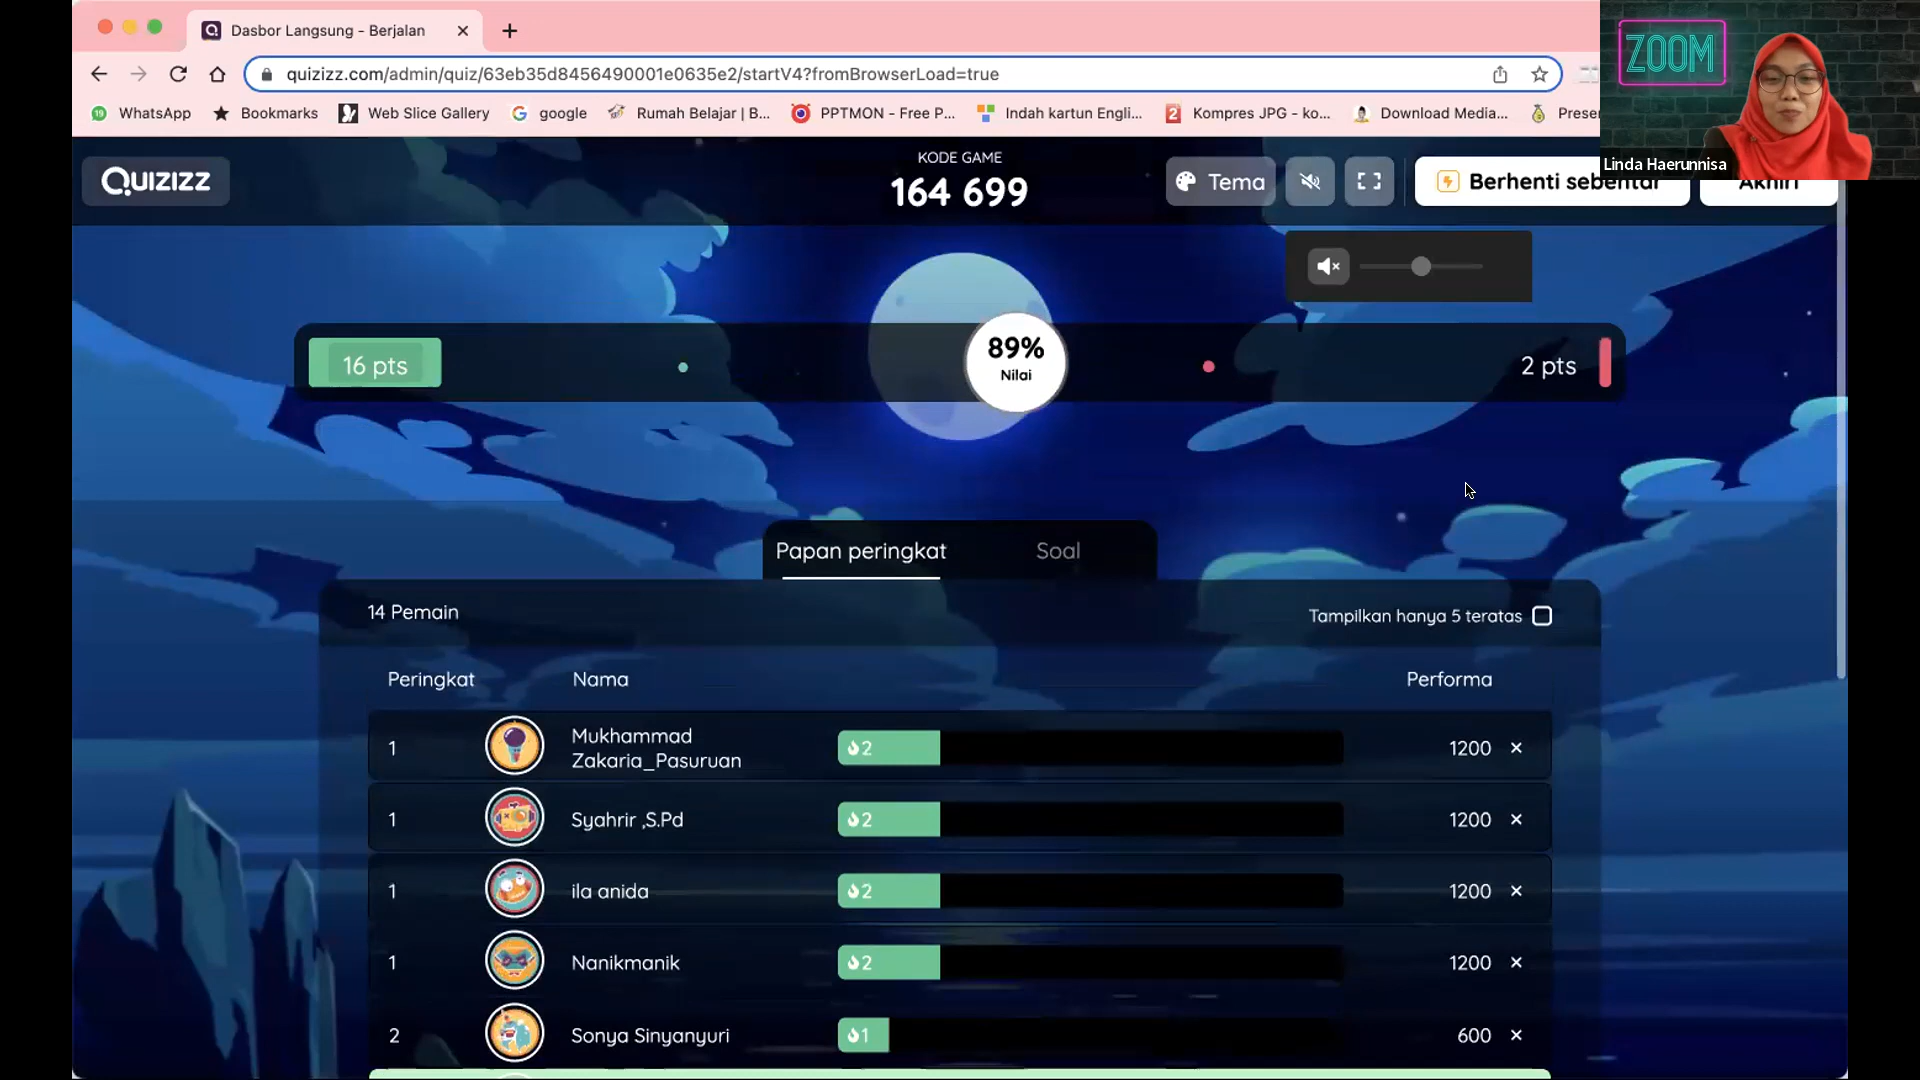 Dasbor Langsung - Berjalan
quizizz.com/admin/quiz/63eb35d8456490001e0635e2/startV4?fromBrowserLoad=true
WhatsApp Bookmarks Web Slice Gallery google Rumah Belajar | B... PPTMON - Free P... Indah kartun Engli... Kompres JPG - ko... Download Media... Preser
ZOOM
Linda Haerunnisa
QUIZIZZ
KODE GAME
164 699
Tema
Berhenti sebentar
Akhiri
16 pts
89%
Nilai
2 pts
Papan peringkat
Soal
14 Pemain
Tampilkan hanya 5 teratas
Peringkat Nama Performa
1 Mukhammad Zakaria_Pasuruan 2 1200
1 Syahrir ,S.Pd 2 1200
1 ila anida 2 1200
1 Nanikmanik 2 1200
2 Sonya Sinyanyuri 1 600